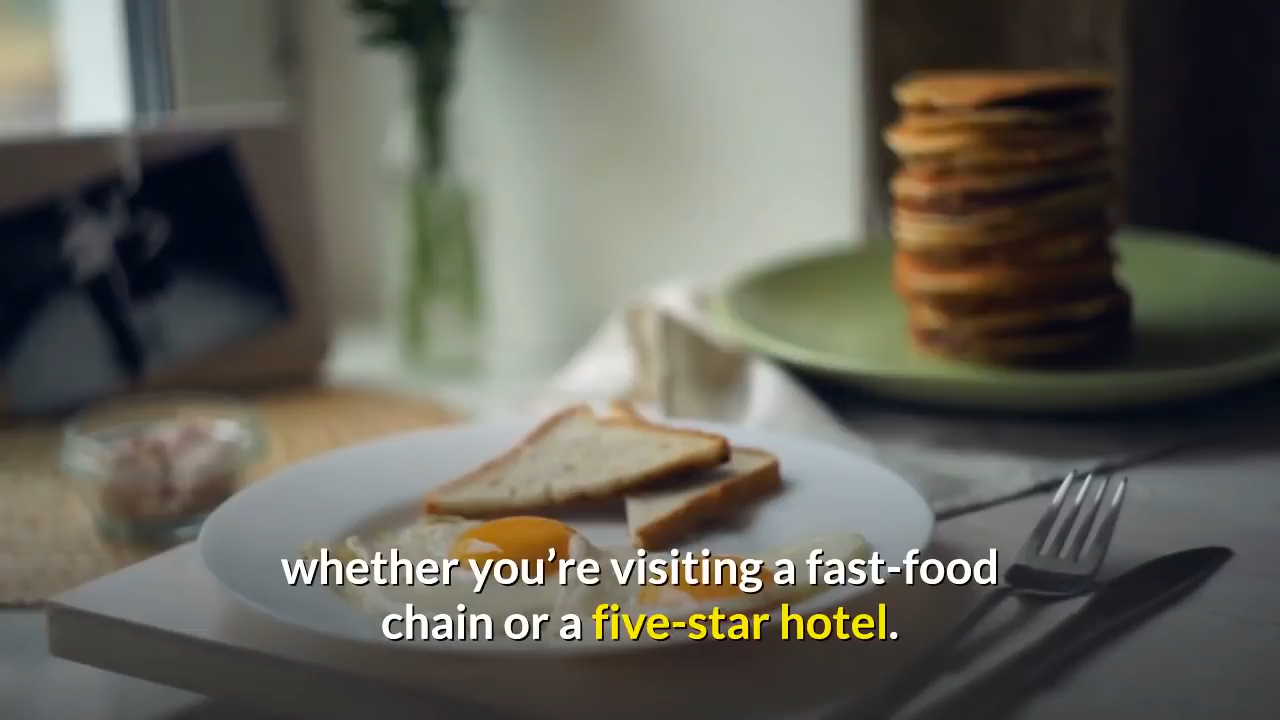 whether you’re visiting a fast-food
chain or a five-star hotel.